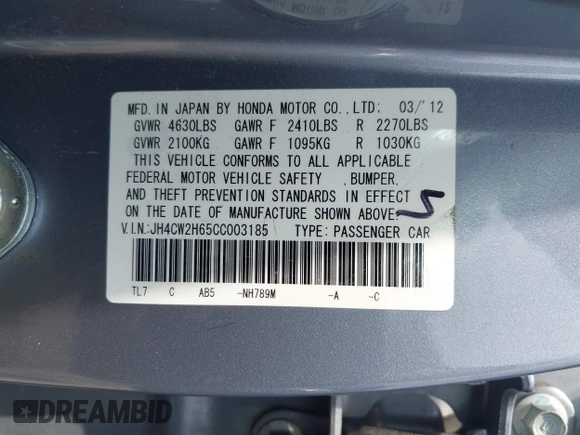 MFD. IN JAPAN BY HONDA MOTOR CO., LTD: 03/'12
GVWR 4630LBS GAWR F 2410LBS R 2270LBS
GVWR 2100KG GAWR F 1095KG R 1030KG
THIS VEHICLE CONFORMS TO ALL APPLICABLE
FEDERAL MOTOR VEHICLE SAFETY ,BUMPER,
AND THEFT PREVENTION STANDARDS IN EFFECT
ON THE DATE OF MANUFACTURE SHOWN ABOVE. 5
V.I.N.:JH4CW2H65CC003185 TYPE: PASSENGER CAR
TL7 C AB5 -NH789M -A -C
DREAMBID